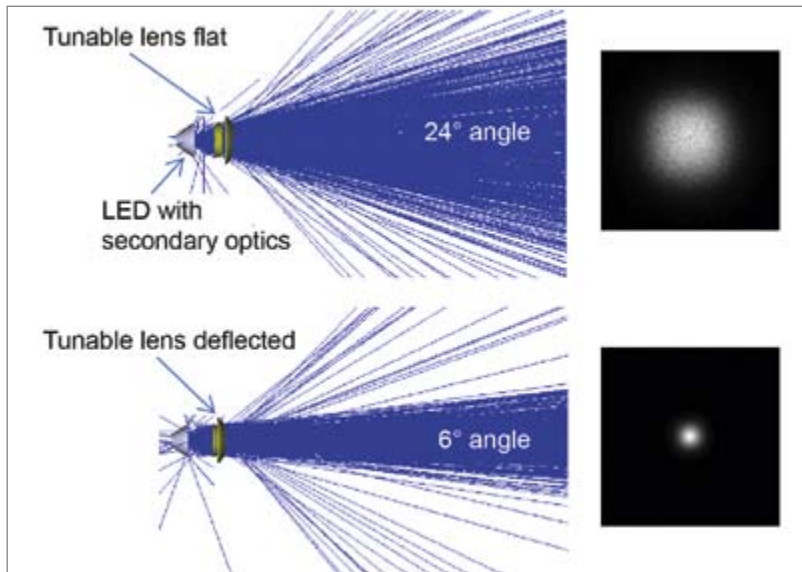 Tunable lens flat
24° angle
LED with
secondary optics
Tunable lens deflected
6° angle